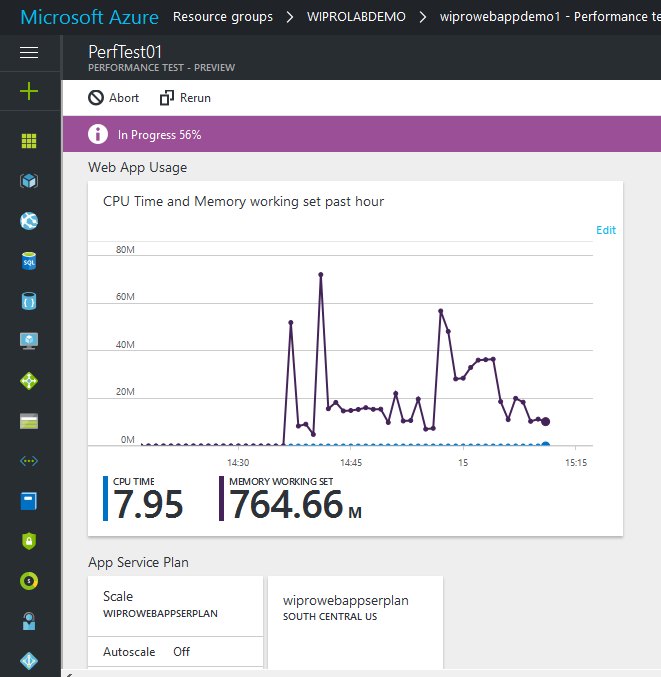 Microsoft Azure Resource groups > WIPROLABDEMO > wiprowebappdemo1 - Performance te
PerfTest01
PERFORMANCE TEST - PREVIEW
Abort Rerun
In Progress 56%
Web App Usage
CPU Time and Memory working set past hour
Edit
80M
60M
40M
20M
0M
14:30 14:45 15 15:15
CPU TIME MEMORY WORKING SET
7.95 764.66 M
App Service Plan
Scale
WIPROWEBAPPSERPLAN
wiprowebappserplan
SOUTH CENTRAL US
Autoscale Off
SQL